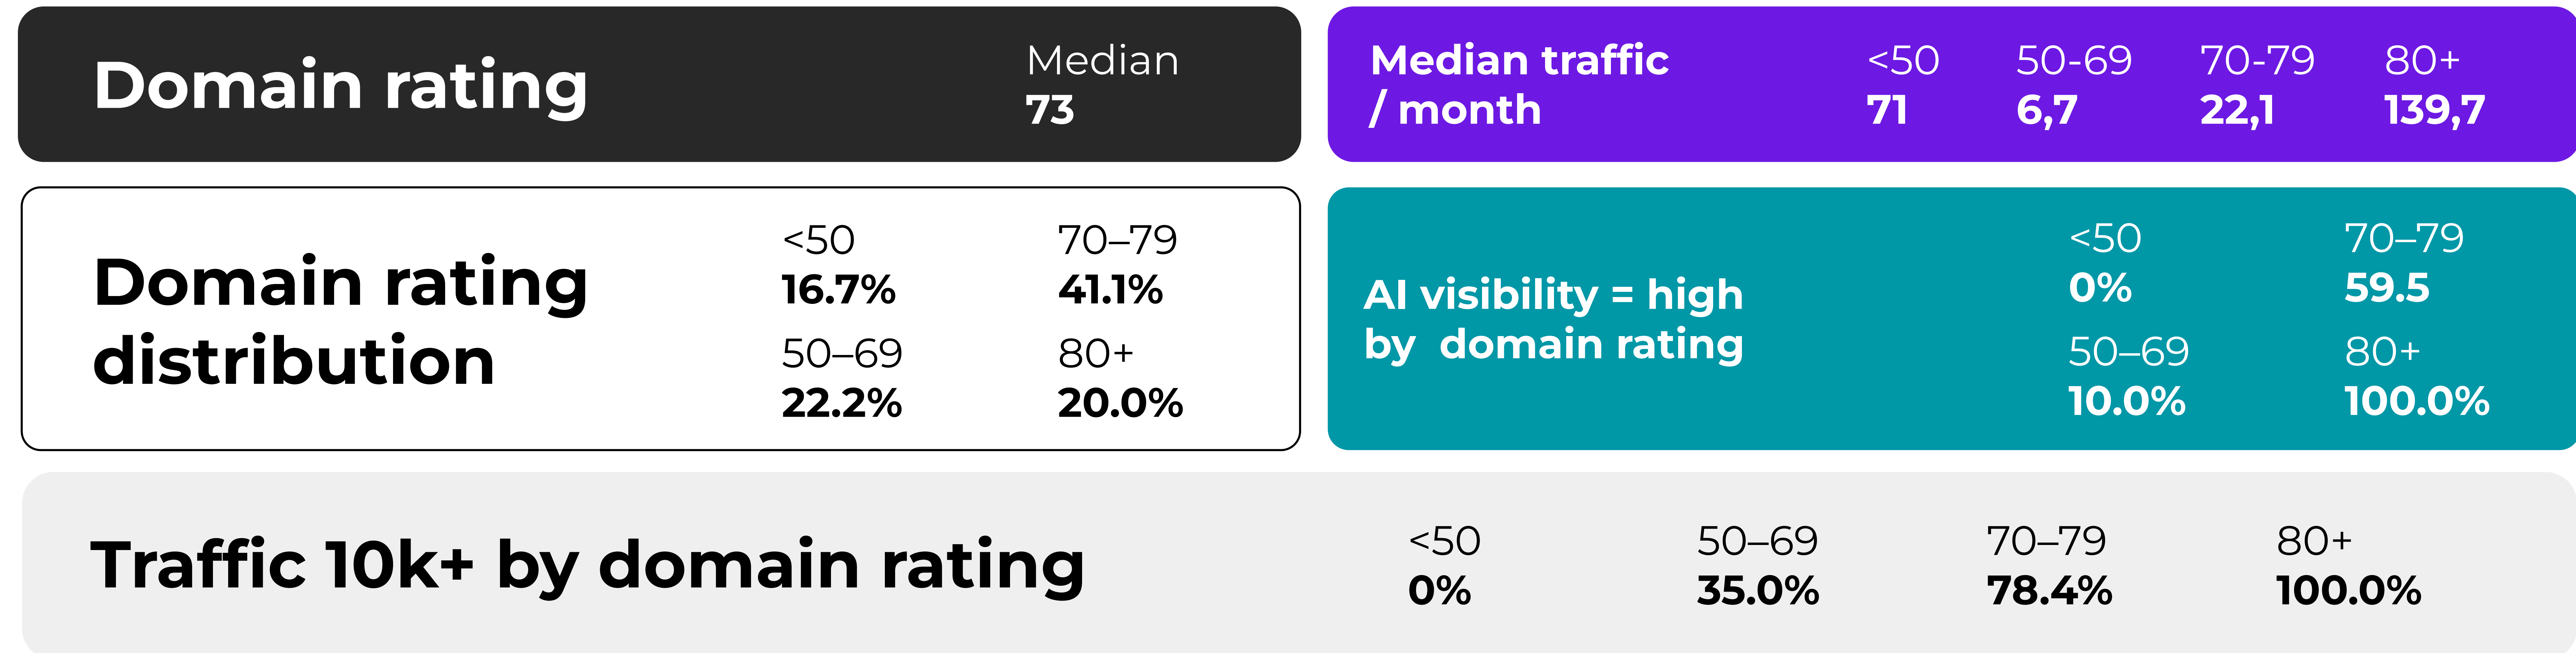 Domain rating
Median
73
Median traffic
/ month
<50 50-69 70-79 80+
71 6,7 22,1 139,7
Domain rating
distribution
<50 70–79
16.7% 41.1%
50–69 80+
22.2% 20.0%
AI visibility = high
by domain rating
<50 70–79
0% 59.5
50–69 80+
10.0% 100.0%
Traffic 10k+ by domain rating
<50 50–69 70–79 80+
0% 35.0% 78.4% 100.0%